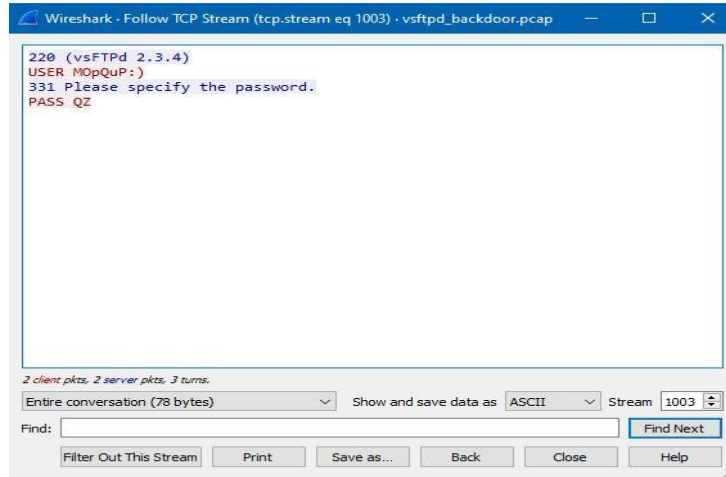 Wireshark · Follow TCP Stream (tcp.stream eq 1003) · vsftpd_backdoor.pcap
220 (vsFTPd 2.3.4)
USER MOpQuP:)
331 Please specify the password.
PASS QZ
2 client pkts, 2 server pkts, 3 turns.
Entire conversation (78 bytes) Show and save data as ASCII Stream 1003
Find: Find Next
Filter Out This Stream Print Save as... Back Close Help